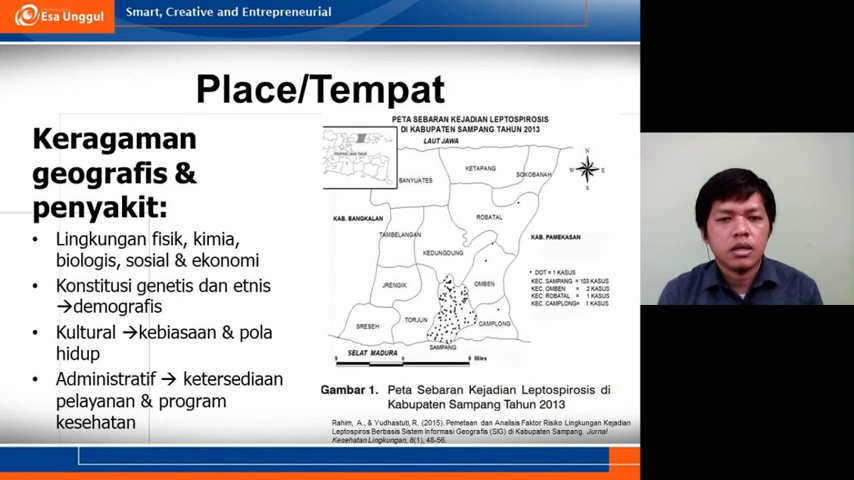 Esa Unggul
Smart, Creative and Entrepreneurial
Place/Tempat
Keragaman
geografis &
penyakit:
• Lingkungan fisik, kimia,
biologis, sosial & ekonomi
• Konstitusi genetis dan etnis
→demografis
• Kultural →kebiasaan & pola
hidup
• Administratif → ketersediaan
pelayanan & program
kesehatan
PETA SEBARAN KEJADIAN LEPTOSPIROSIS
DI KABUPATEN SAMPANG TAHUN 2013
LAUT JAWA
BANYUATES
KETAPANG
SOKOBANAH
N
W
E
S
KAB. BANGKALAN
ROBATAL
TAMBELANGAN
KAB. PAMEKASAN
KEDUNGDUNG
JRENGIK
OMBEN
• DOT = 1 KASUS
KEC. SAMPANG = 103 KASUS
KEC. OMBEN = 2 KASUS
KEC. ROBATAL = 1 KASUS
KEC. CAMPLONG = 1 KASUS
SRESEH
TORJUN
CAMPLONG
SAMPANG
SELAT MADURA
9
0
9 Miles
Gambar 1. Peta Sebaran Kejadian Leptospirosis di
Kabupaten Sampang Tahun 2013
Rahim, A., & Yudhastuti, R. (2015). Pemetaan dan Analisis Faktor Risiko Lingkungan Kejadian
Leptospiros Berbasis Sistem Informasi Geografis (SIG) di Kabupaten Sampang. Jurnal
Kesehatan Lingkungan, 8(1), 48-56.